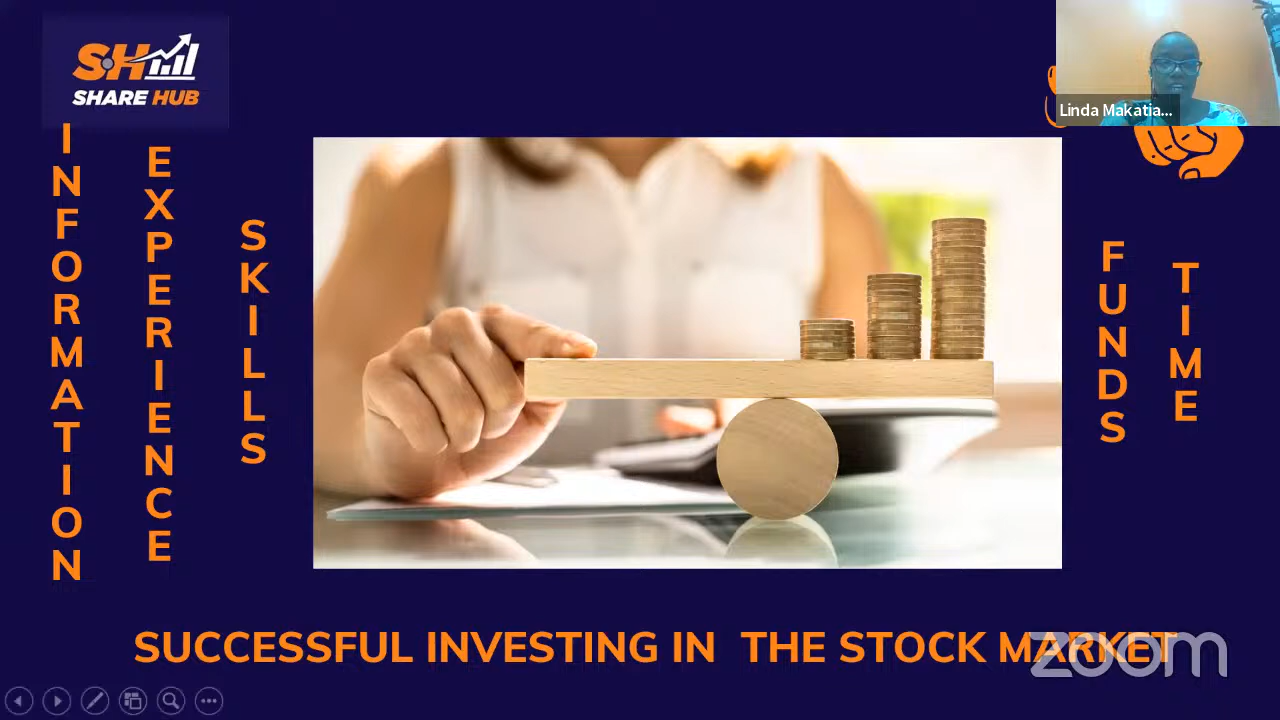 SH
SHARE HUB
Linda Makatia...
INFORMATION
EXPERIENCE
SKILLS
FUNDS
TIME
SUCCESSFUL INVESTING IN THE STOCK MARKET
zoom